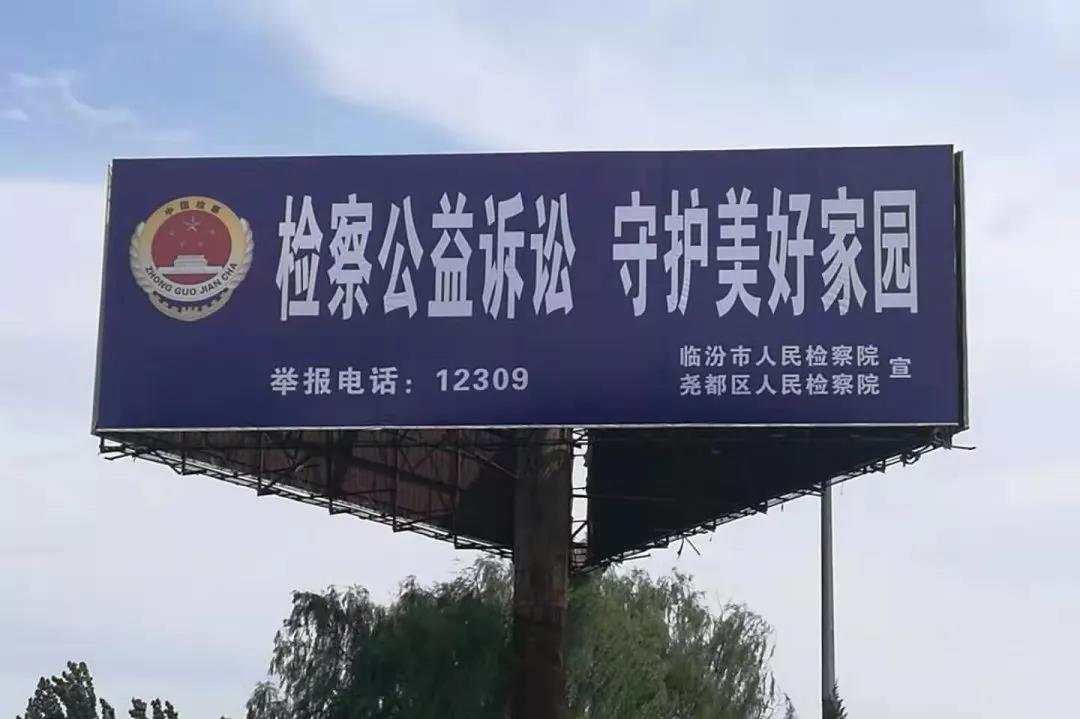 中国检察
ZHONG GUO JIAN CHA
检察公益诉讼 守护美好家园
举报电话：12309
临汾市人民检察院
尧都区人民检察院
宣